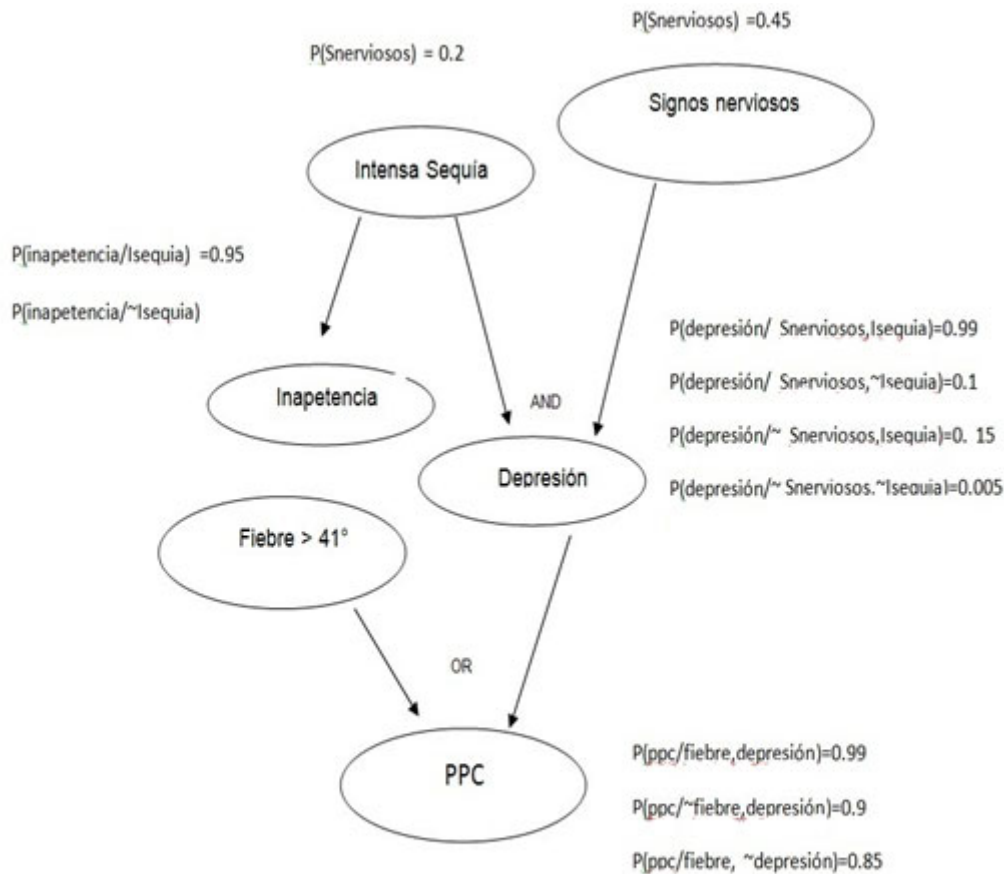 P(Snerviosos) =0.45
P(Snerviosos) = 0.2
Signos nerviosos
Intensa Sequía
P(inapetencia/Isequia) =0.95
P(inapetencia/~Isequia)
P(depresión/ Snerviosos,Isequia)=0.99
P(depresión/ Snerviosos,~Isequia)=0.1
Inapetencia
AND
P(depresión/~ Snerviosos,Isequia)=0. 15
Depresión
P(depresión/~ Snerviosos.~Isequia)=0.005
Fiebre > 41°
OR
PPC
P(ppc/fiebre,depresión)=0.99
P(ppc/~fiebre,depresión)=0.9
P(ppc/fiebre, ~depresión)=0.85